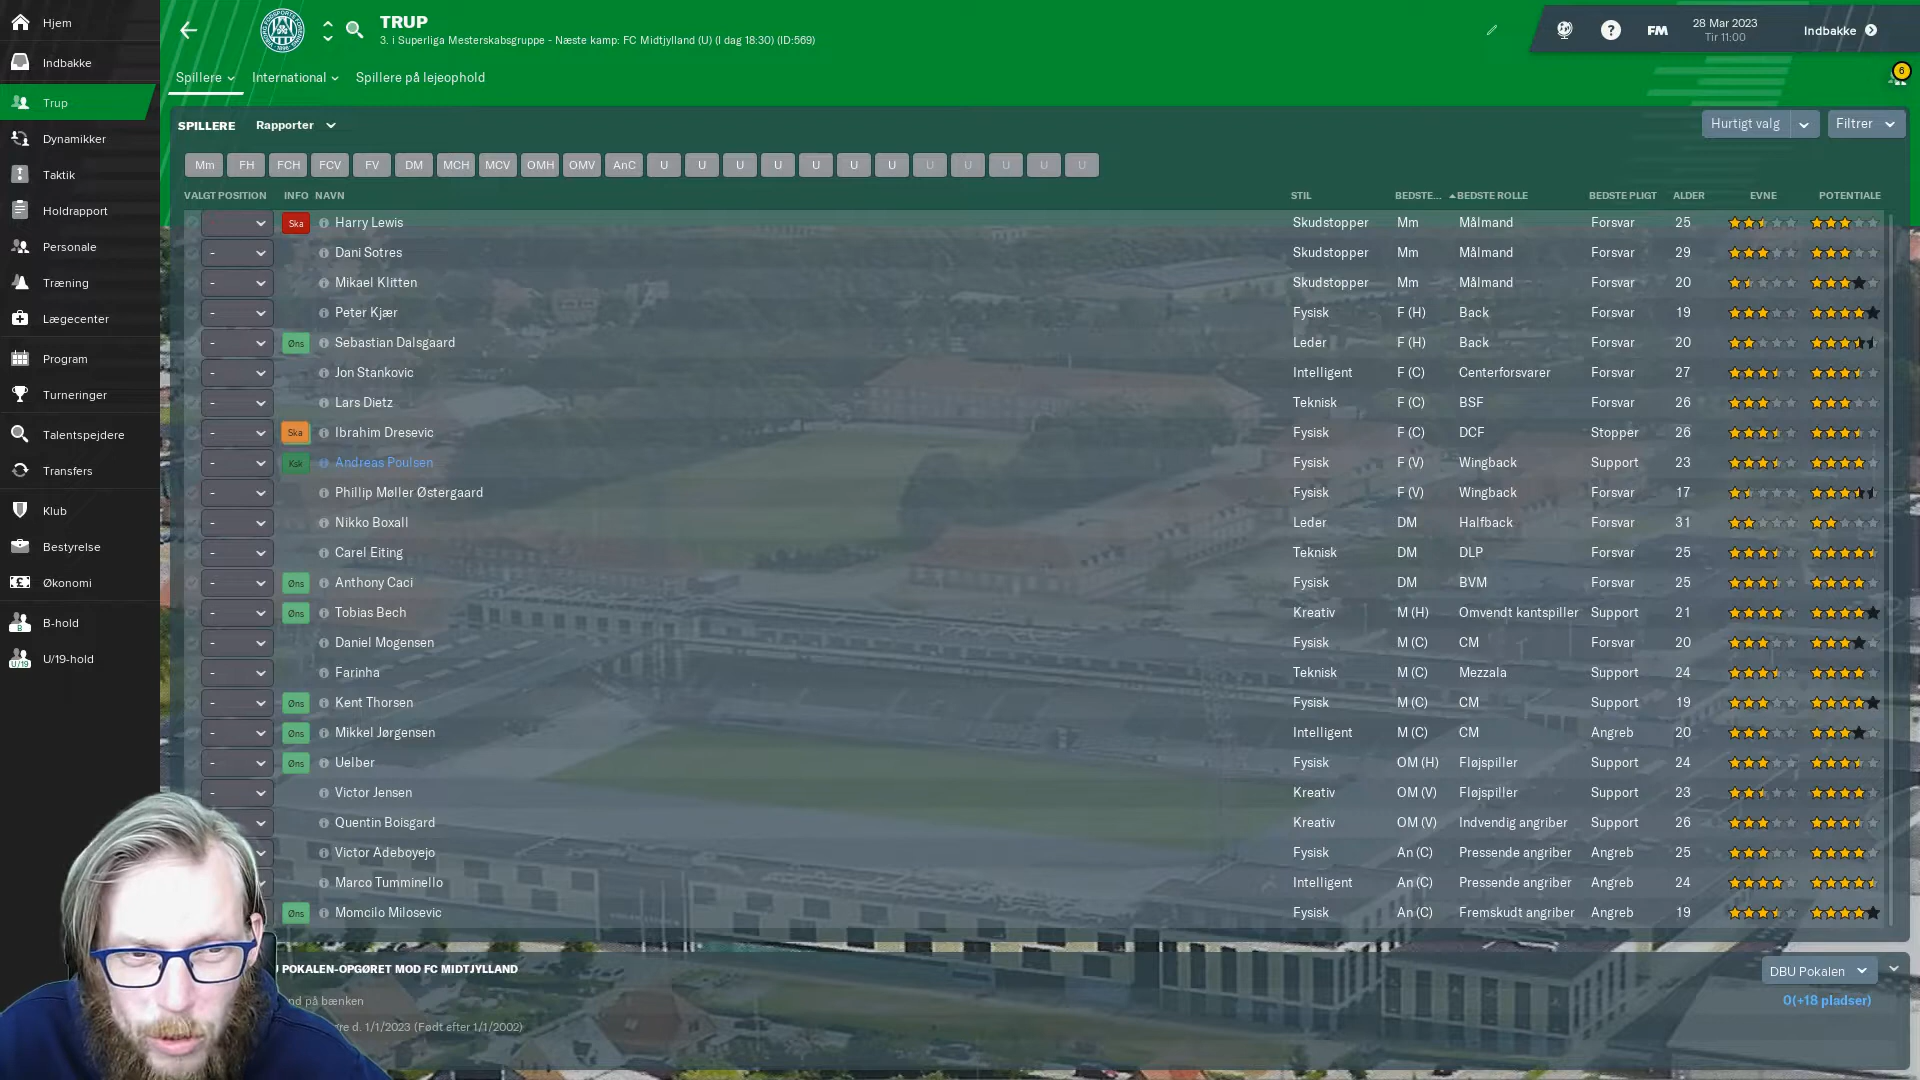 Hjem
Indbakke
Trup
Dynamikker
Taktik
Holdrapport
Personale
Træning
Lægecenter
Program
Turneringer
Talentspejdere
Transfers
Klub
Bestyrelse
Økonomi
B-hold
U/19-hold
TRUP
3. i Superliga Mesterskabsgruppe - Næste kamp: FC Midtjylland (U) (I dag 18:30) (ID:569)
FM
28 Mar 2023
Tir 11:00
Indbakke
6
Spillere International Spillere på lejeophold
SPILLERE Rapporter Hurtigt valg Filtrer
Mm FH FCH FCV FV DM MCH MCV OMH OMV AnC U U U U U U U U U U U U
VALGT POSITION INFO NAVN STIL BEDSTE... BEDSTE ROLLE BEDSTE PLIGT ALDER EVNE POTENTIALE
Ska Harry Lewis Skudstopper Mm Målmand Forsvar 25
- Dani Sotres Skudstopper Mm Målmand Forsvar 29
- Mikael Klitten Skudstopper Mm Målmand Forsvar 20
- Peter Kjær Fysisk F (H) Back Forsvar 19
- Øns Sebastian Dalsgaard Leder F (H) Back Forsvar 20
- Jon Stankovic Intelligent F (C) Centerforsvarer Forsvar 27
- Lars Dietz Teknisk F (C) BSF Forsvar 26
- Ska Ibrahim Dresevic Fysisk F (C) DCF Stopper 26
- Ksk Andreas Poulsen Fysisk F (V) Wingback Support 23
- Phillip Møller Østergaard Fysisk F (V) Wingback Forsvar 17
- Nikko Boxall Leder DM Halfback Forsvar 31
- Carel Eiting Teknisk DM DLP Forsvar 25
- Øns Anthony Caci Fysisk DM BVM Forsvar 25
- Øns Tobias Bech Kreativ M (H) Omvendt kantspiller Support 21
- Daniel Mogensen Fysisk M (C) CM Forsvar 20
- Farinha Teknisk M (C) Mezzala Support 24
- Øns Kent Thorsen Fysisk M (C) CM Support 19
- Øns Mikkel Jørgensen Intelligent M (C) CM Angreb 20
- Øns Uelber Fysisk OM (H) Fløjspiller Support 24
- Victor Jensen Kreativ OM (V) Fløjspiller Support 23
Quentin Boisgard Kreativ OM (V) Indvendig angriber Support 26
Victor Adeboyejo Fysisk An (C) Pressende angriber Angreb 25
Marco Tumminello Intelligent An (C) Pressende angriber Angreb 24
Øns Momcilo Milosevic Fysisk An (C) Fremskudt angriber Angreb 19
POKALEN-OPGØRET MOD FC MIDTJYLLAND DBU Pokalen
nd på bænken 0(+18 pladser)
gre d. 1/1/2023 (Født efter 1/1/2002)